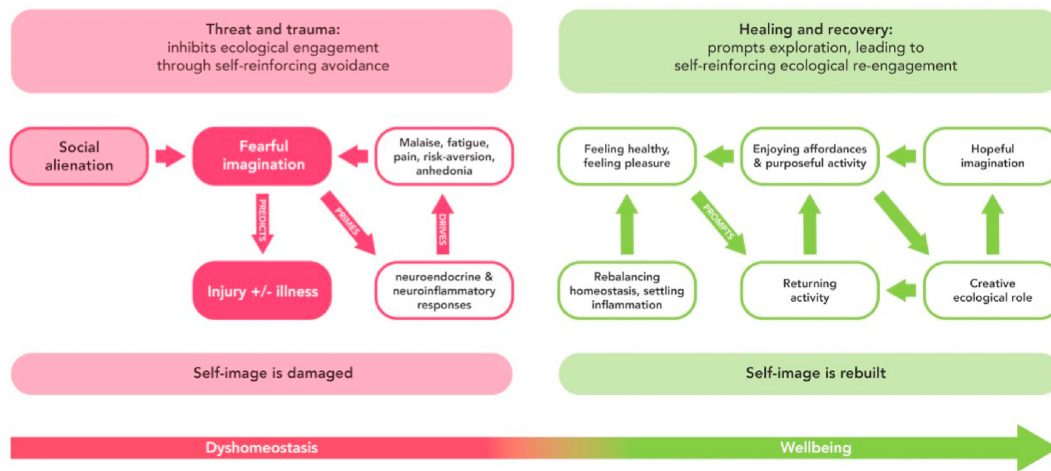 Threat and trauma:
inhibits ecological engagement
through self-reinforcing avoidance
Healing and recovery:
prompts exploration, leading to
self-reinforcing ecological re-engagement
Social
alienation
Fearful
imagination
Malaise, fatigue,
pain, risk-aversion,
anhedonia
Feeling healthy,
feeling pleasure
Enjoying affordances
& purposeful activity
Hopeful
imagination
PREDICTS
PRIMES
DRIVES
PROMPTS
Injury +/- illness
neuroendocrine &
neuroinflammatory
responses
Rebalancing
homeostasis, settling
inflammation
Returning
activity
Creative
ecological role
Self-image is damaged
Self-image is rebuilt
Dyshomeostasis
Wellbeing